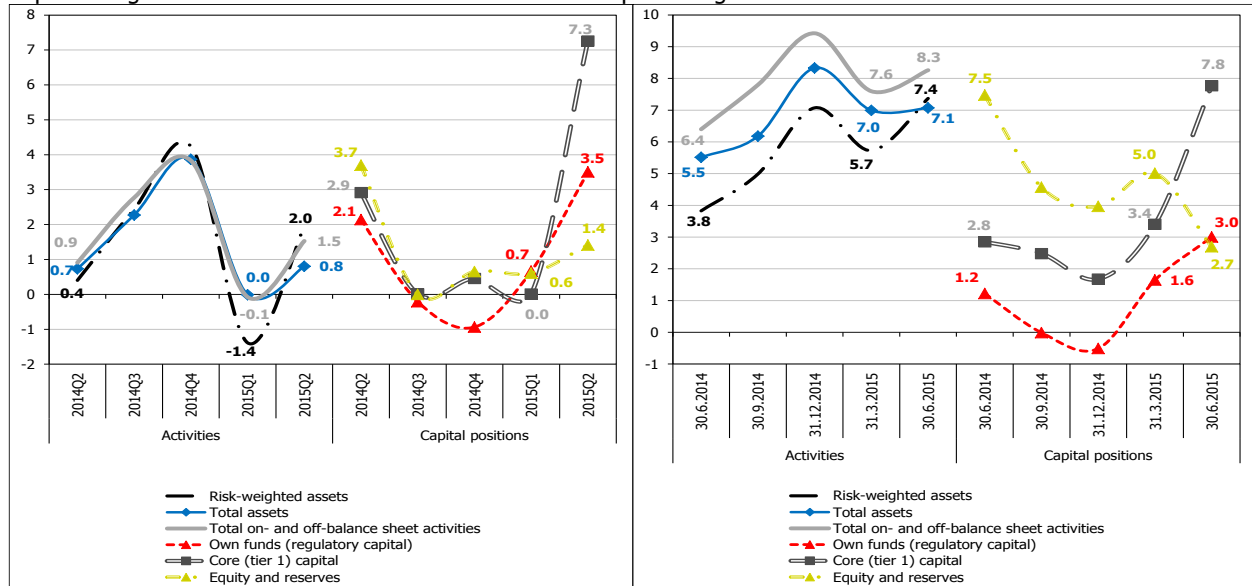 8
7
6
5
4
3
2
1
0
-1
-2
0.9
0.7
0.4
0.0
-0.1
-1.4
2.0
1.5
0.8
3.7
2.9
2.1
0.7
0.6
0.0
7.3
3.5
1.4
2014Q2
2014Q3
2014Q4
2015Q1
2015Q2
2014Q2
2014Q3
2014Q4
2015Q1
2015Q2
Activities
Capital positions
Risk-weighted assets
Total assets
Total on- and off-balance sheet activities
Own funds (regulatory capital)
Core (tier 1) capital
Equity and reserves
10
9
8
7
6
5
4
3
2
1
0
-1
6.4
5.5
3.8
7.6
7.0
5.7
8.3
7.4
7.1
7.5
2.8
1.2
5.0
3.4
1.6
7.8
3.0
2.7
30.6.2014
30.9.2014
31.12.2014
31.3.2015
30.6.2015
30.6.2014
30.9.2014
31.12.2014
31.3.2015
30.6.2015
Activities
Capital positions
Risk-weighted assets
Total assets
Total on- and off-balance sheet activities
Own funds (regulatory capital)
Core (tier 1) capital
Equity and reserves